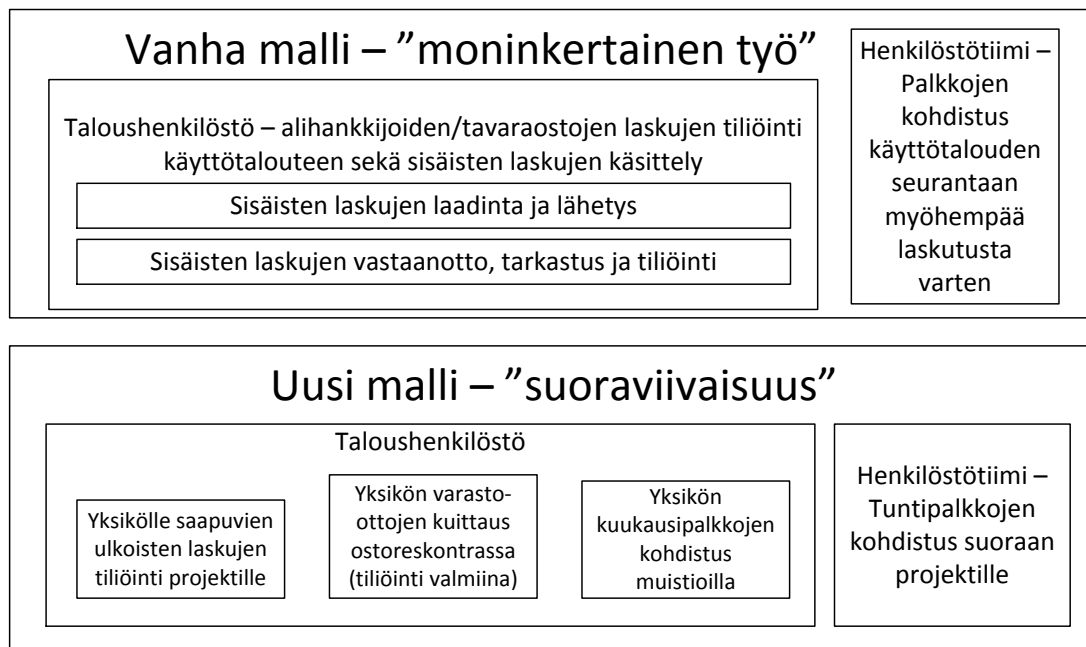 Vanha malli – ”moninkertainen työ”
Taloushenkilöstö – alihankkijoiden/tavaraostojen laskujen tiliöinti
käyttötalouteen sekä sisäisten laskujen käsittely
Sisäisten laskujen laadinta ja lähetys
Sisäisten laskujen vastaanotto, tarkastus ja tiliöinti
Henkilöstötiimi –
Palkkojen
kohdistus
käyttötalouden
seurantaan
myöhempää
laskutusta
varten
Uusi malli – ”suoraviivaisuus”
Taloushenkilöstö
Yksikölle saapuvien
ulkoisten laskujen
tiliöinti projektille
Yksikön varasto-
ottojen kuittaus
ostoreskontrassa
(tiliöinti valmiina)
Yksikön
kuukausipalkkojen
kohdistus
muistioilla
Henkilöstötiimi –
Tuntipalkkojen
kohdistus suoraan
projektille